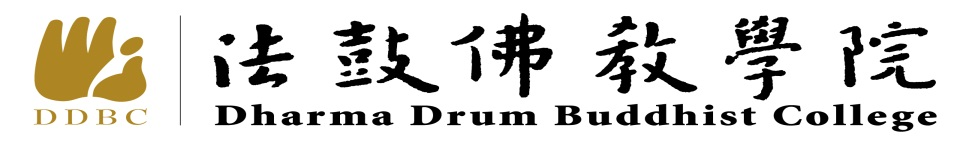 DDBC
法鼓佛教學院
Dharma Drum Buddhist College